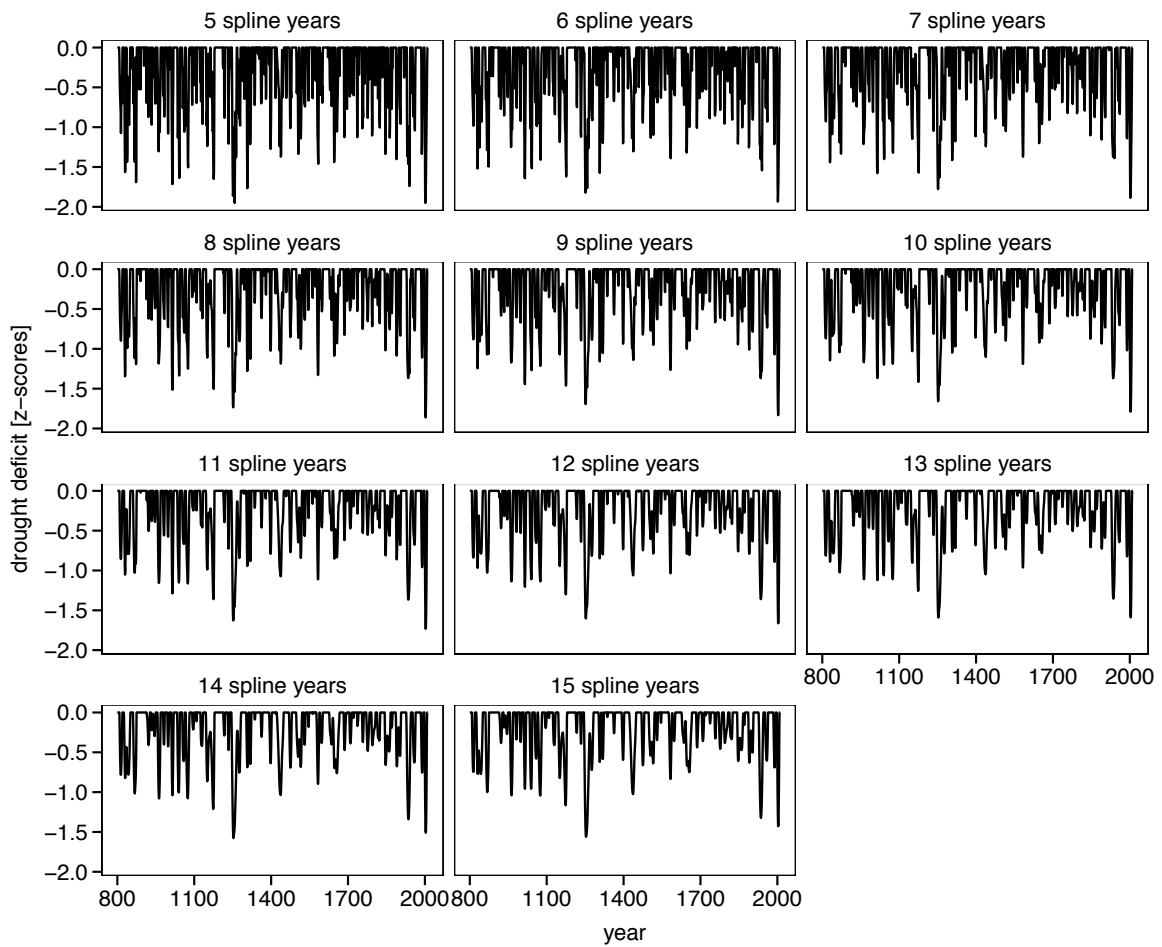 5 spline years 6 spline years 7 spline years
0.0
−0.5
−1.0
−1.5
−2.0
8 spline years 9 spline years 10 spline years
0.0
−0.5
−1.0
−1.5
−2.0
drought deficit [z−scores]
11 spline years 12 spline years 13 spline years
0.0
−0.5
−1.0
−1.5
−2.0
800 1100 1400 1700 2000
14 spline years 15 spline years
0.0
−0.5
−1.0
−1.5
−2.0
800 1100 1400 1700 2000 800 1100 1400 1700 2000
year